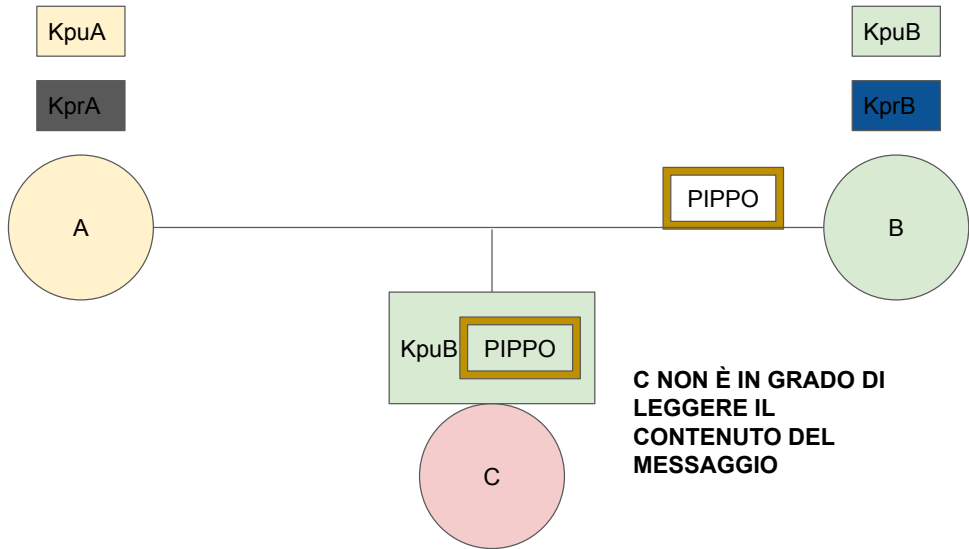 KpuA
KpuB
KprA
KprB
PIPPO
A
B
KpuB PIPPO
C NON È IN GRADO DI
LEGGERE IL
CONTENUTO DEL
MESSAGGIO
C